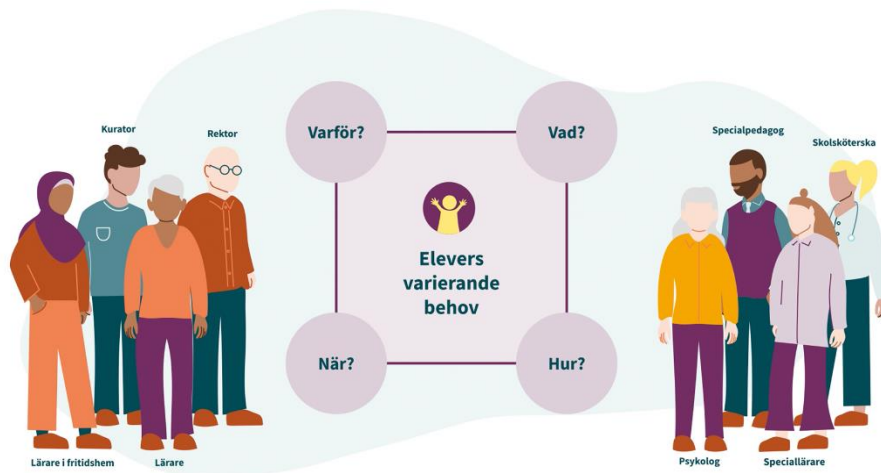 Kurator
Rektor
Varför?
Vad?
Specialpedagog
Skolsköterska
Elevers
varierande
behov
När?
Hur?
Lärare i fritidshem
Lärare
Psykolog
Speciallärare